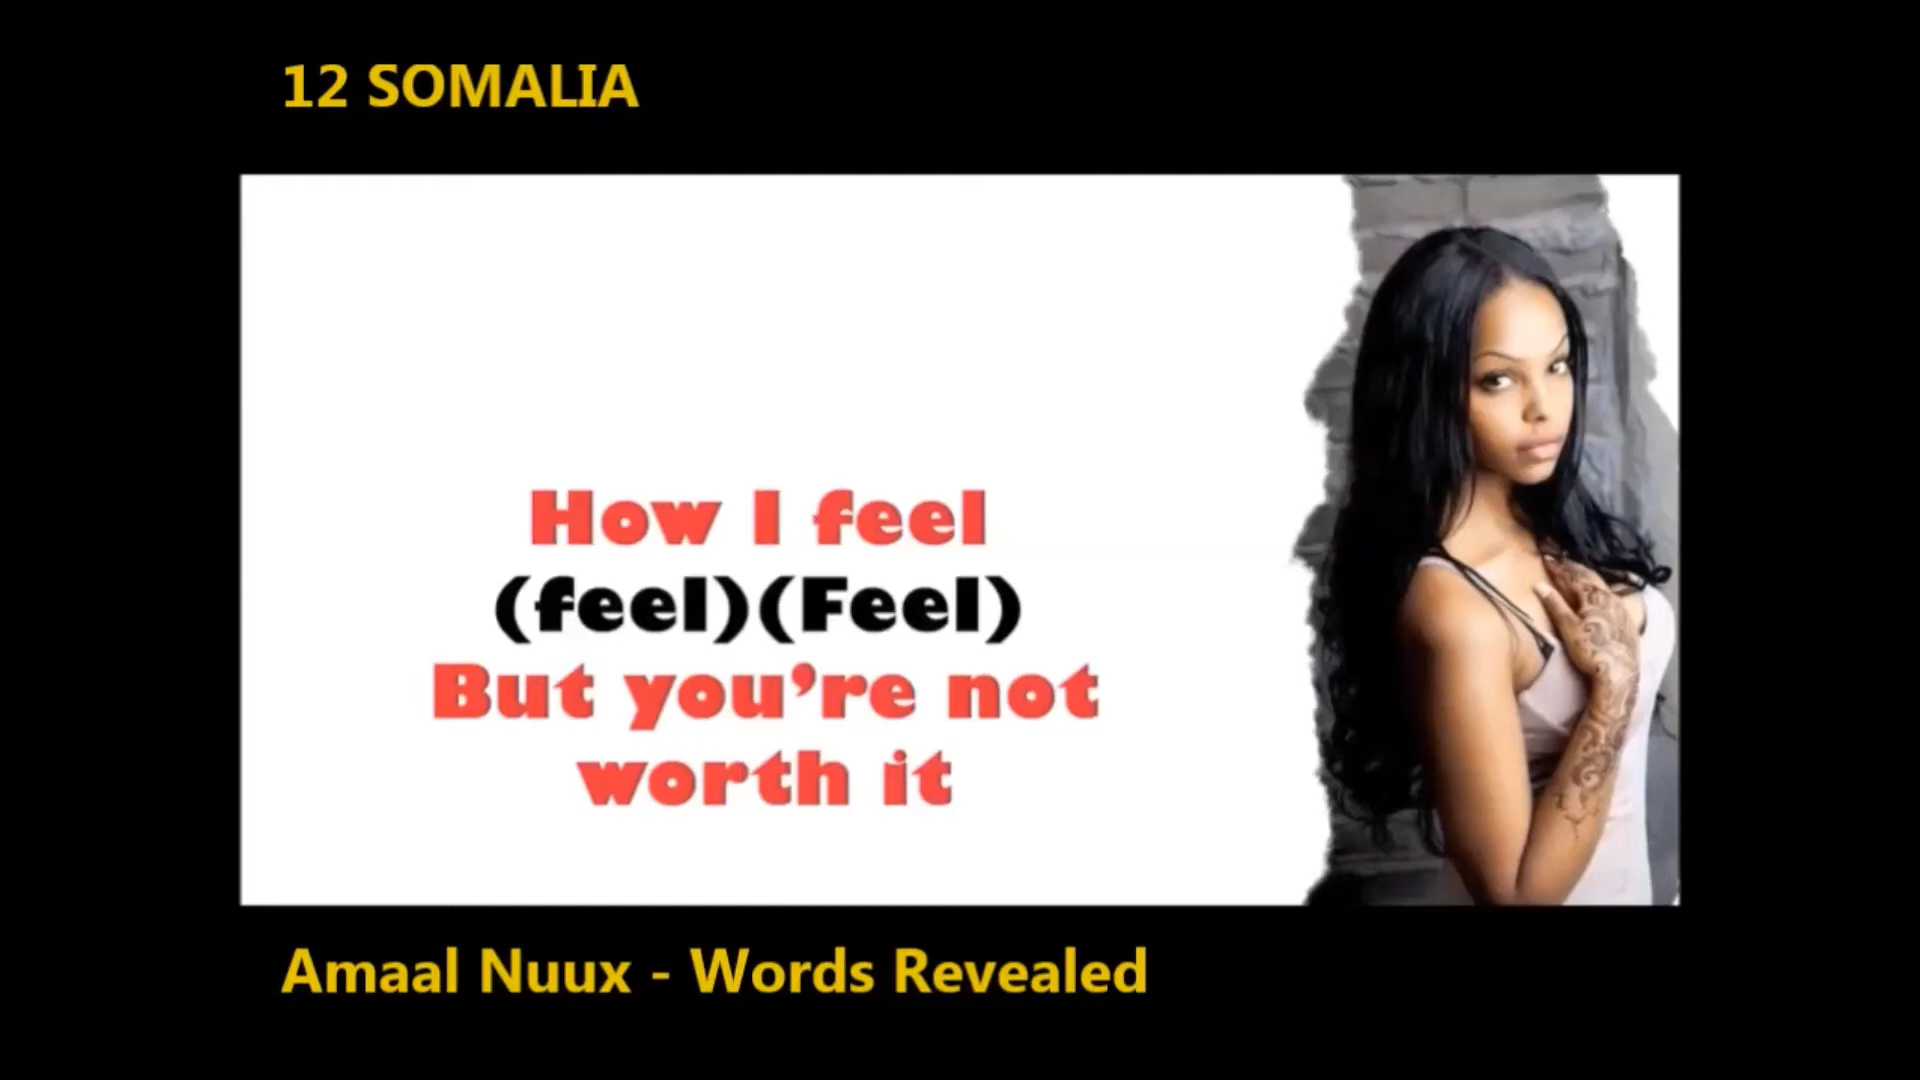 12 SOMALIA
How I feel
(feel)(Feel)
But you're not
worth it
Amaal Nuux - Words Revealed